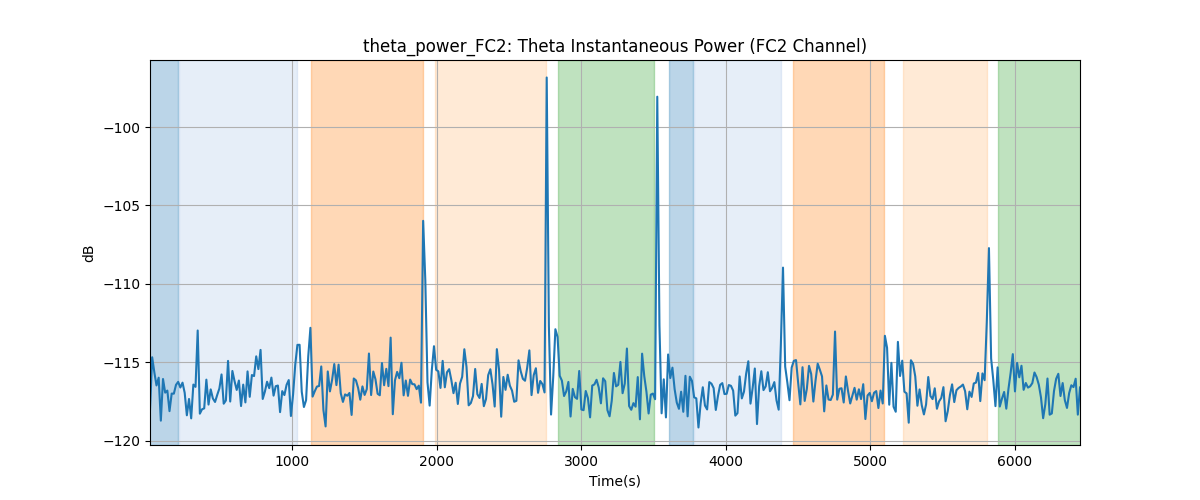 theta_power_FC2: Theta Instantaneous Power (FC2 Channel)
dB
−100
−105
−110
−115
−120
1000 2000 3000 4000 5000 6000
Time(s)